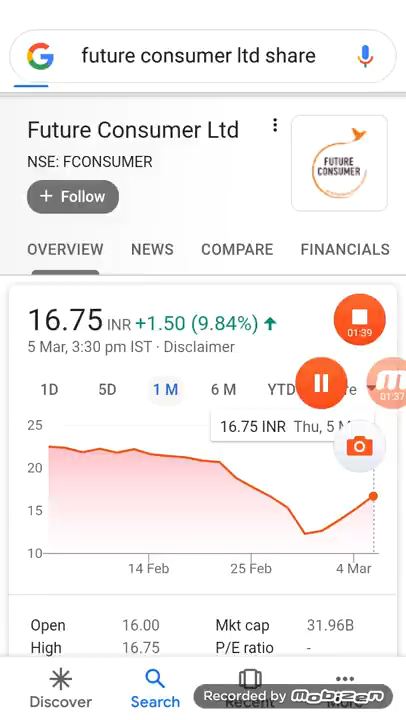 future consumer ltd share
Future Consumer Ltd
NSE: FCONSUMER
FUTURE
CONSUMER
+ Follow
OVERVIEW NEWS COMPARE FINANCIALS
16.75 INR +1.50 (9.84%)
01:39
5 Mar, 3:30 pm IST · Disclaimer
1D 5D 1 M 6 M YTD
01:37
16.75 INR Thu, 5
25
20
15
10
14 Feb 25 Feb 4 Mar
Open 16.00 Mkt cap 31.96B
High 16.75 P/E ratio -
Discover Search Recent More
Recorded by MOBIZEN